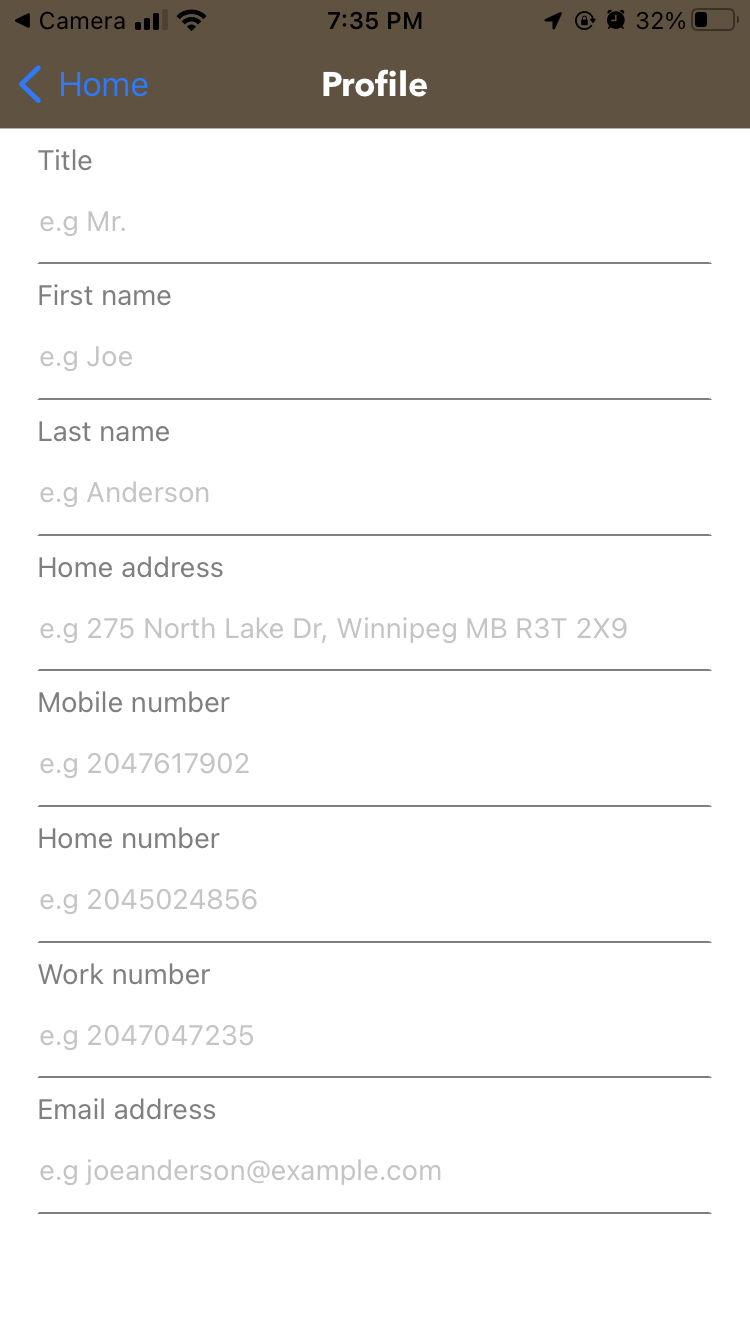 Camera 7:35 PM 32%
Home Profile
Title
e.g Mr.
First name
e.g Joe
Last name
e.g Anderson
Home address
e.g 275 North Lake Dr, Winnipeg MB R3T 2X9
Mobile number
e.g 2047617902
Home number
e.g 2045024856
Work number
e.g 2047047235
Email address
e.g joeanderson@example.com